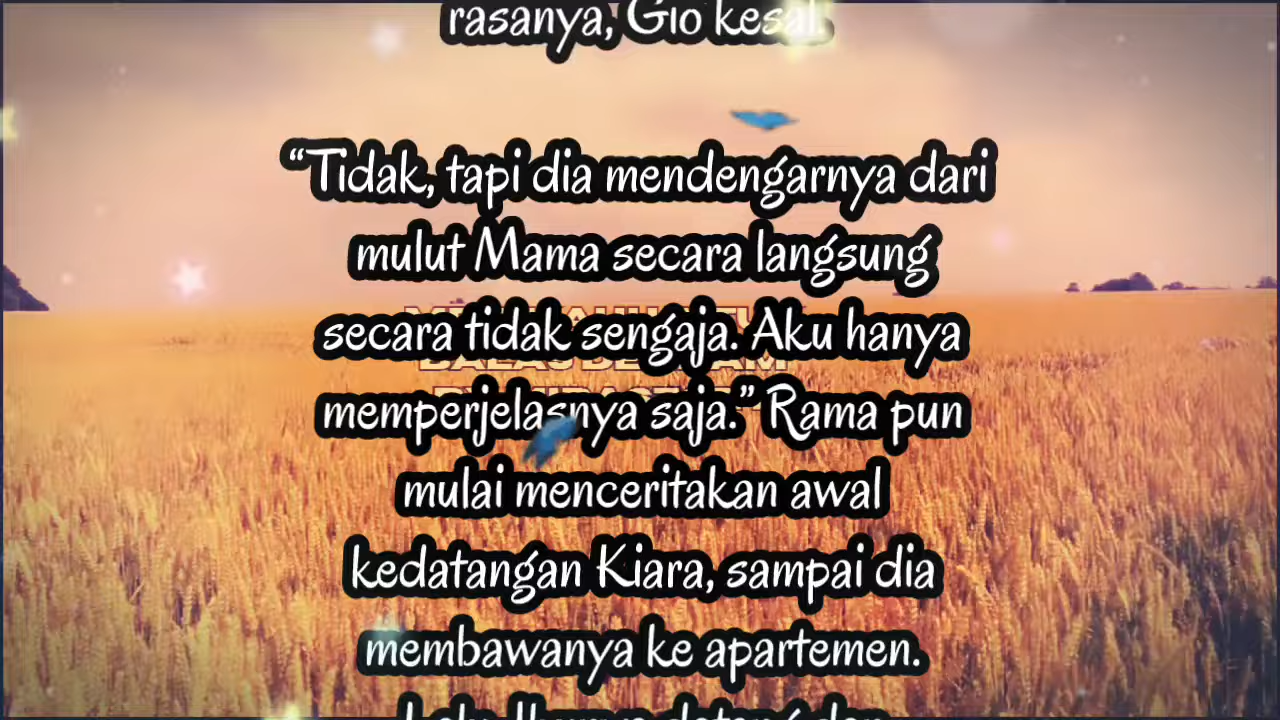 rasanya, Gio kesal.
“Tidak, tapi dia mendengarnya dari
mulut Mama secara langsung
secara tidak sengaja. Aku hanya
memperjelasnya saja.” Rama pun
mulai menceritakan awal
kedatangan Kiara, sampai dia
membawanya ke apartemen.